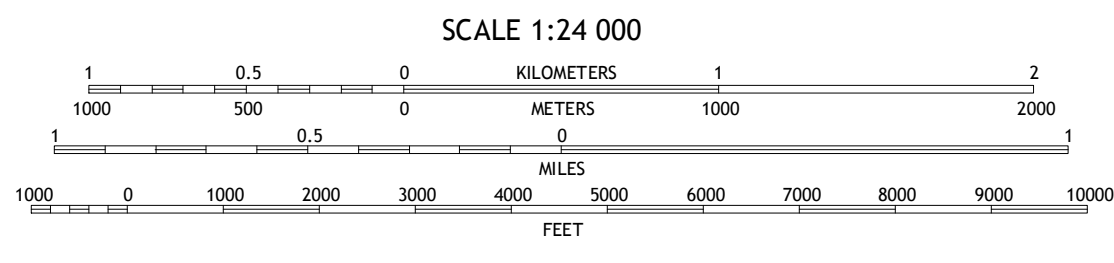 SCALE 1:24 000
1 0.5 0 KILOMETERS 1 2
1000 500 0 METERS 1000 2000
1 0.5 0 1
MILES
1000 0 1000 2000 3000 4000 5000 6000 7000 8000 9000 10000
FEET